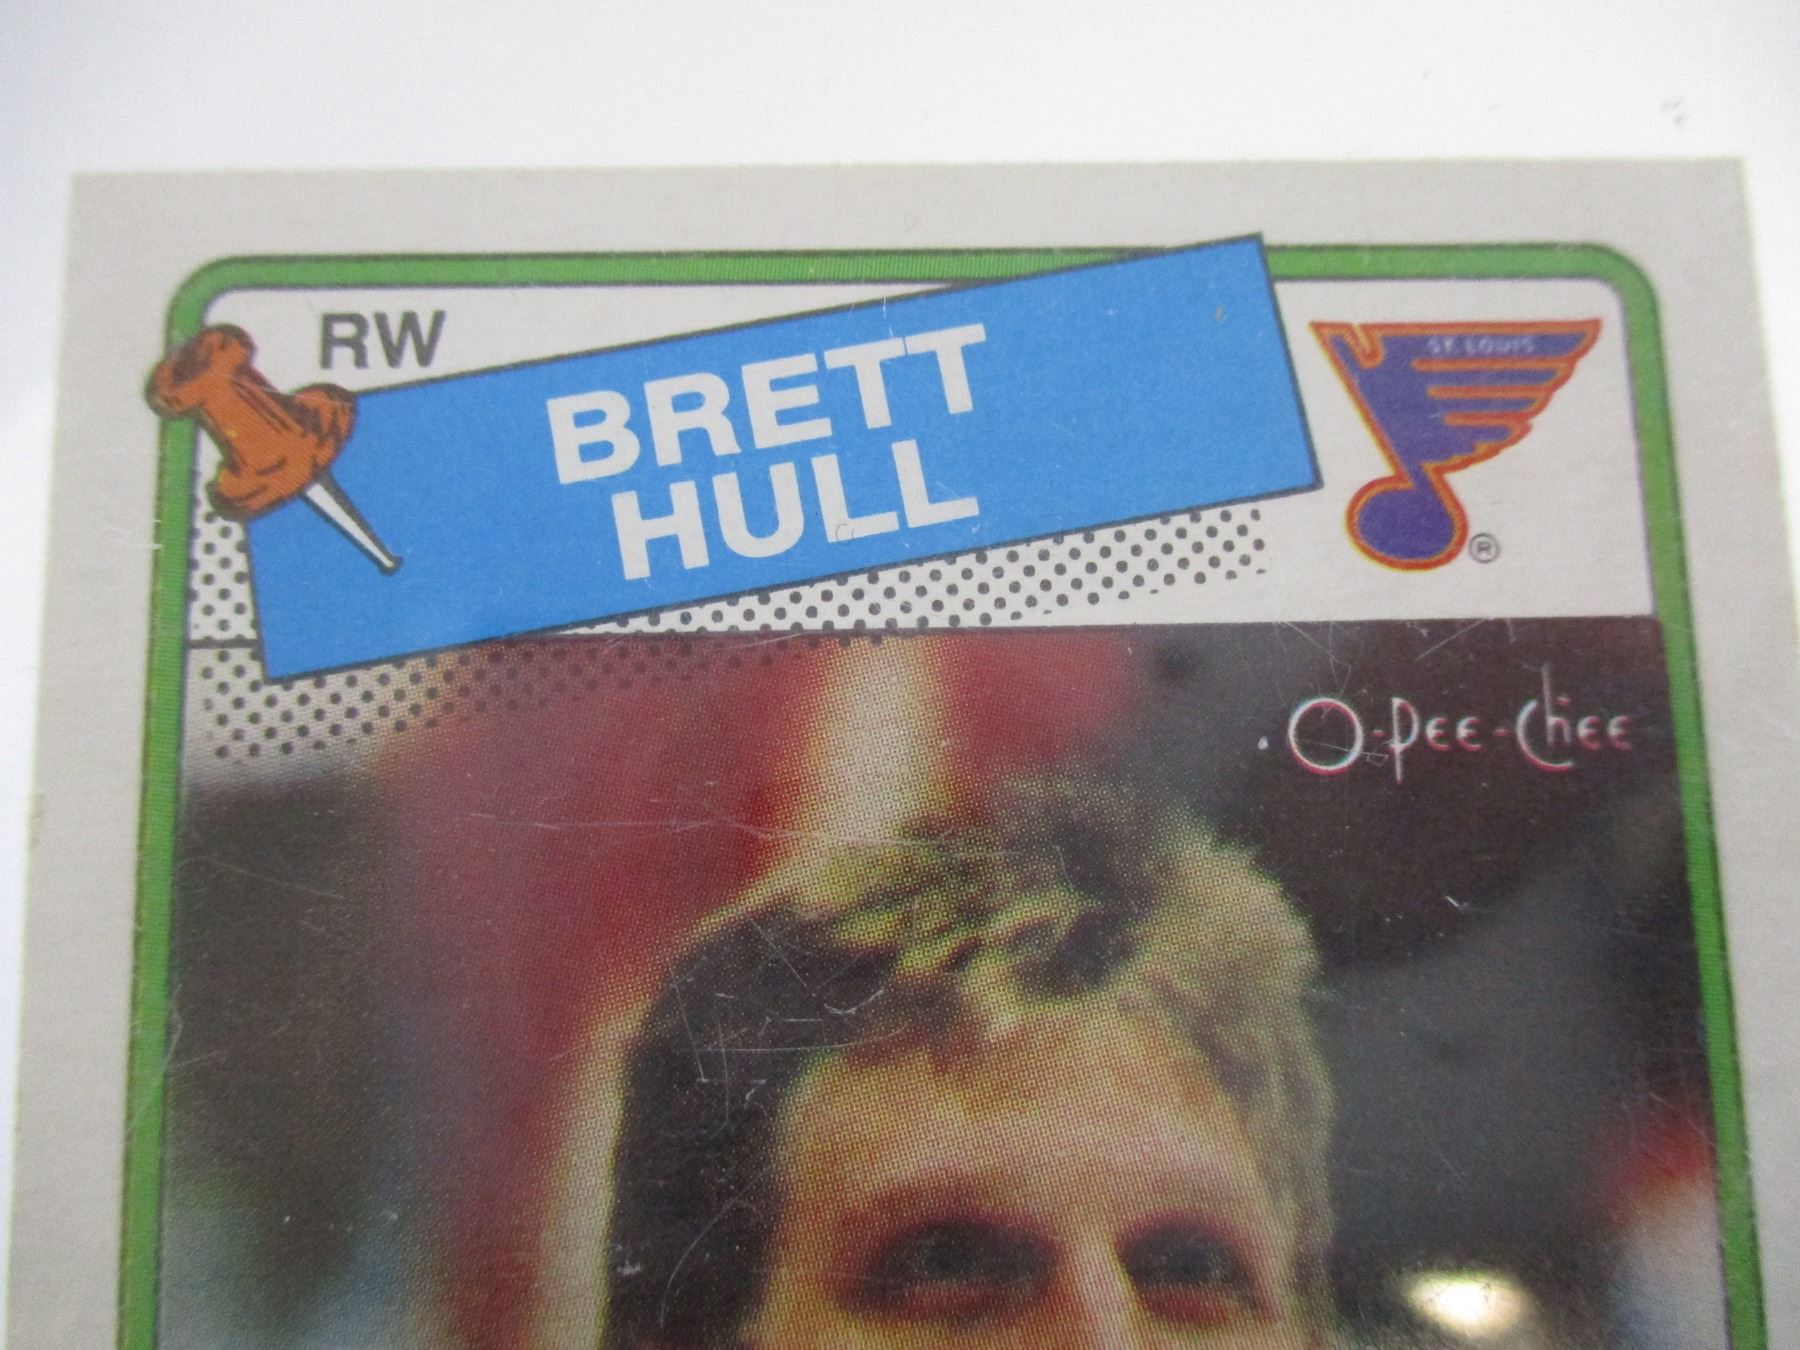 RW
BRETT
HULL
ST. LOUIS
®
O-Pee-Chee